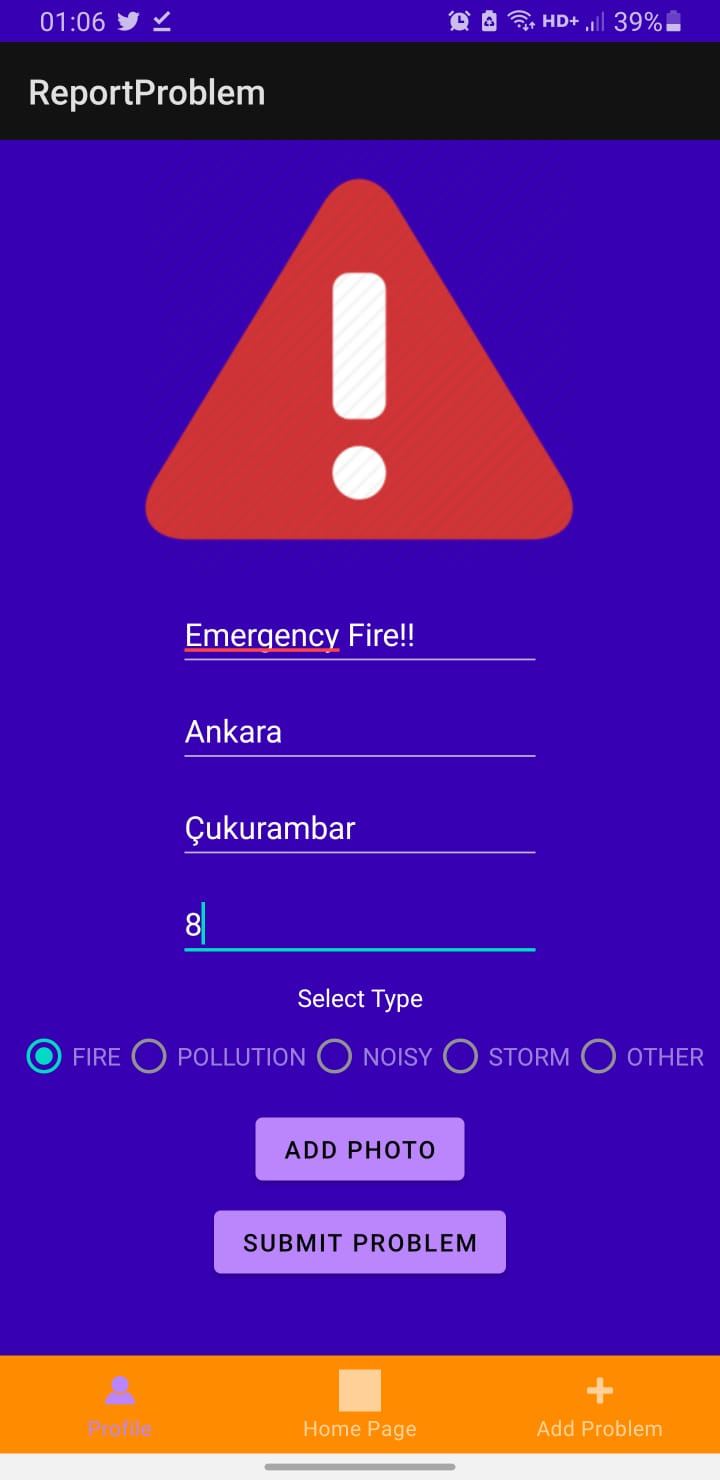 01:06 HD+ 39%
ReportProblem
Emergency Fire!!
Ankara
Çukurambar
8
Select Type
FIRE POLLUTION NOISY STORM OTHER
ADD PHOTO
SUBMIT PROBLEM
Profile Home Page Add Problem